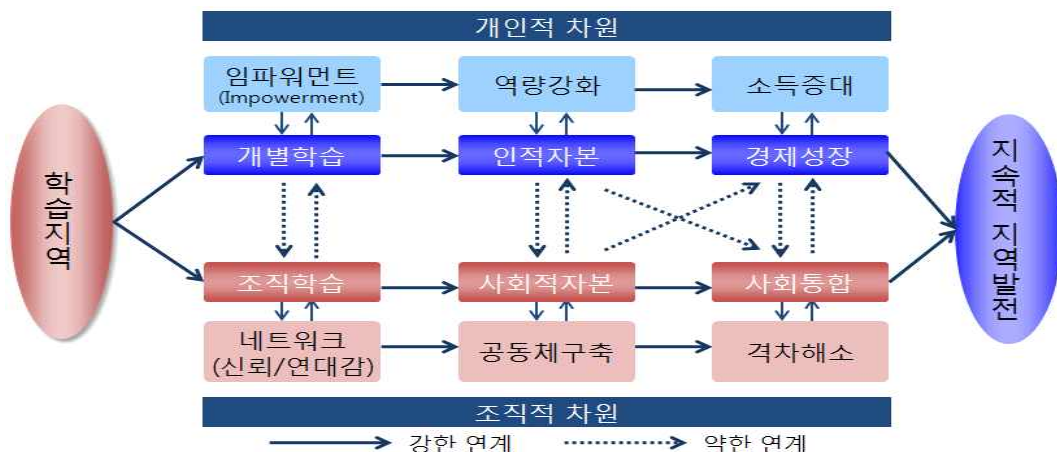 개인적 차원
임파워먼트
(Impowerment)
역량강화
소득증대
개별학습
인적자본
경제성장
학습지역
지속적 지역발전
조직학습
사회적자본
사회통합
네트워크
(신뢰/연대감)
공동체구축
격차해소
조직적 차원
강한 연계
약한 연계